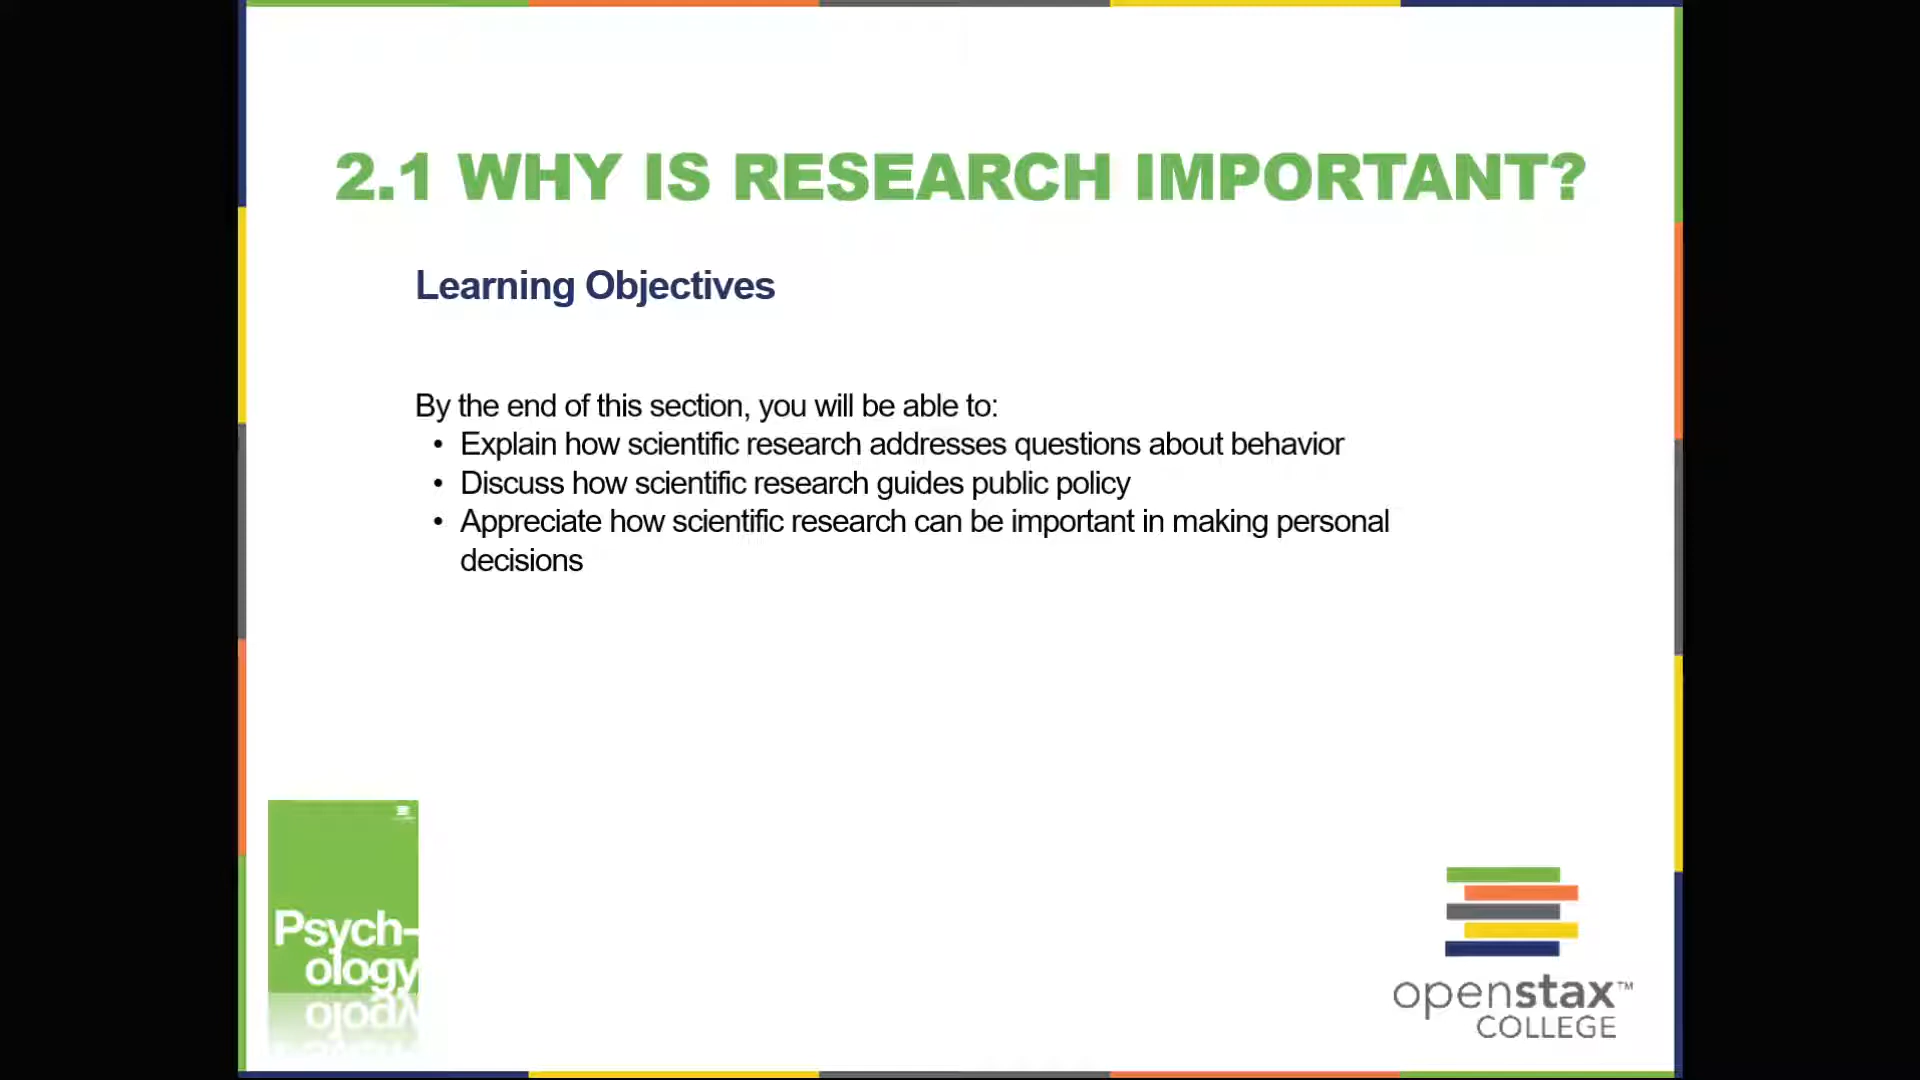 2.1 WHY IS RESEARCH IMPORTANT?
Learning Objectives
By the end of this section, you will be able to:
• Explain how scientific research addresses questions about behavior
• Discuss how scientific research guides public policy
• Appreciate how scientific research can be important in making personal
decisions
Psych-
ology
openstax™
COLLEGE